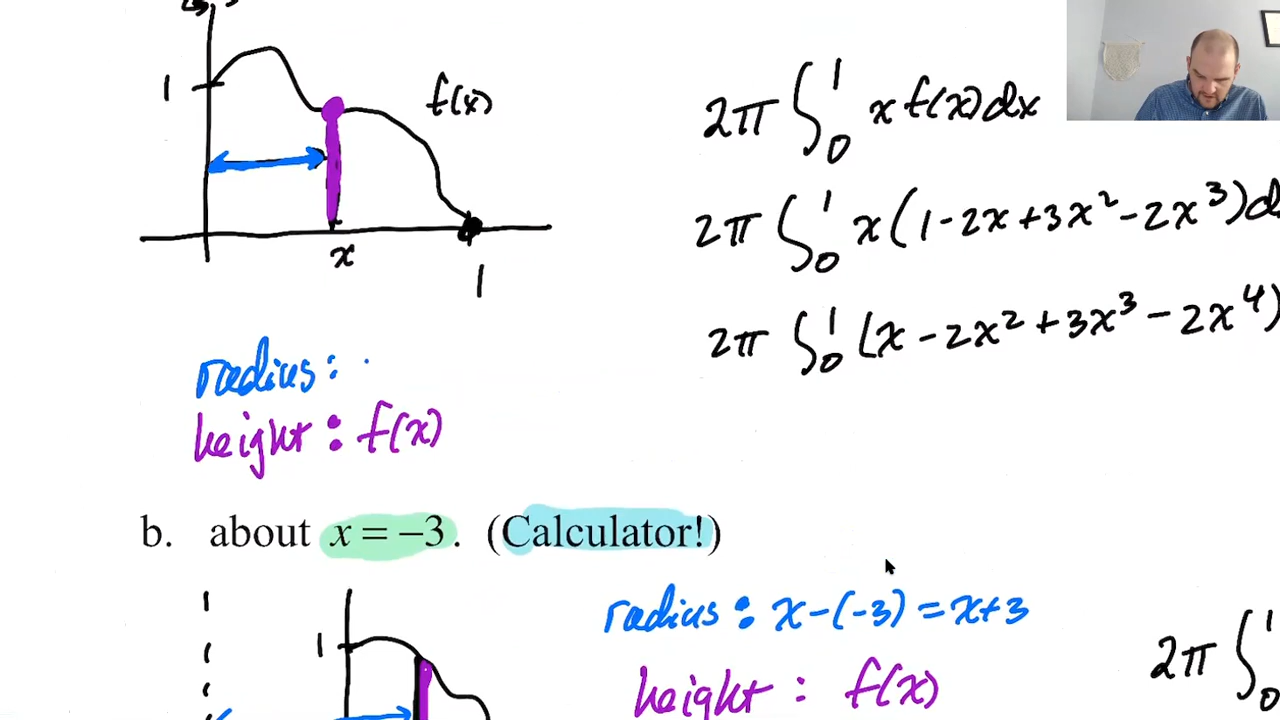 1
f(x)
x
1
2π ∫₀¹ x f(x) dx
2π ∫₀¹ x(1-2x+3x²-2x³)d
2π ∫₀¹ (x-2x²+3x³-2x⁴)
radius:
height: f(x)
b. about x = −3. (Calculator!)
1
radius: x-(-3) = x+3
height: f(x)
2π ∫₀¹